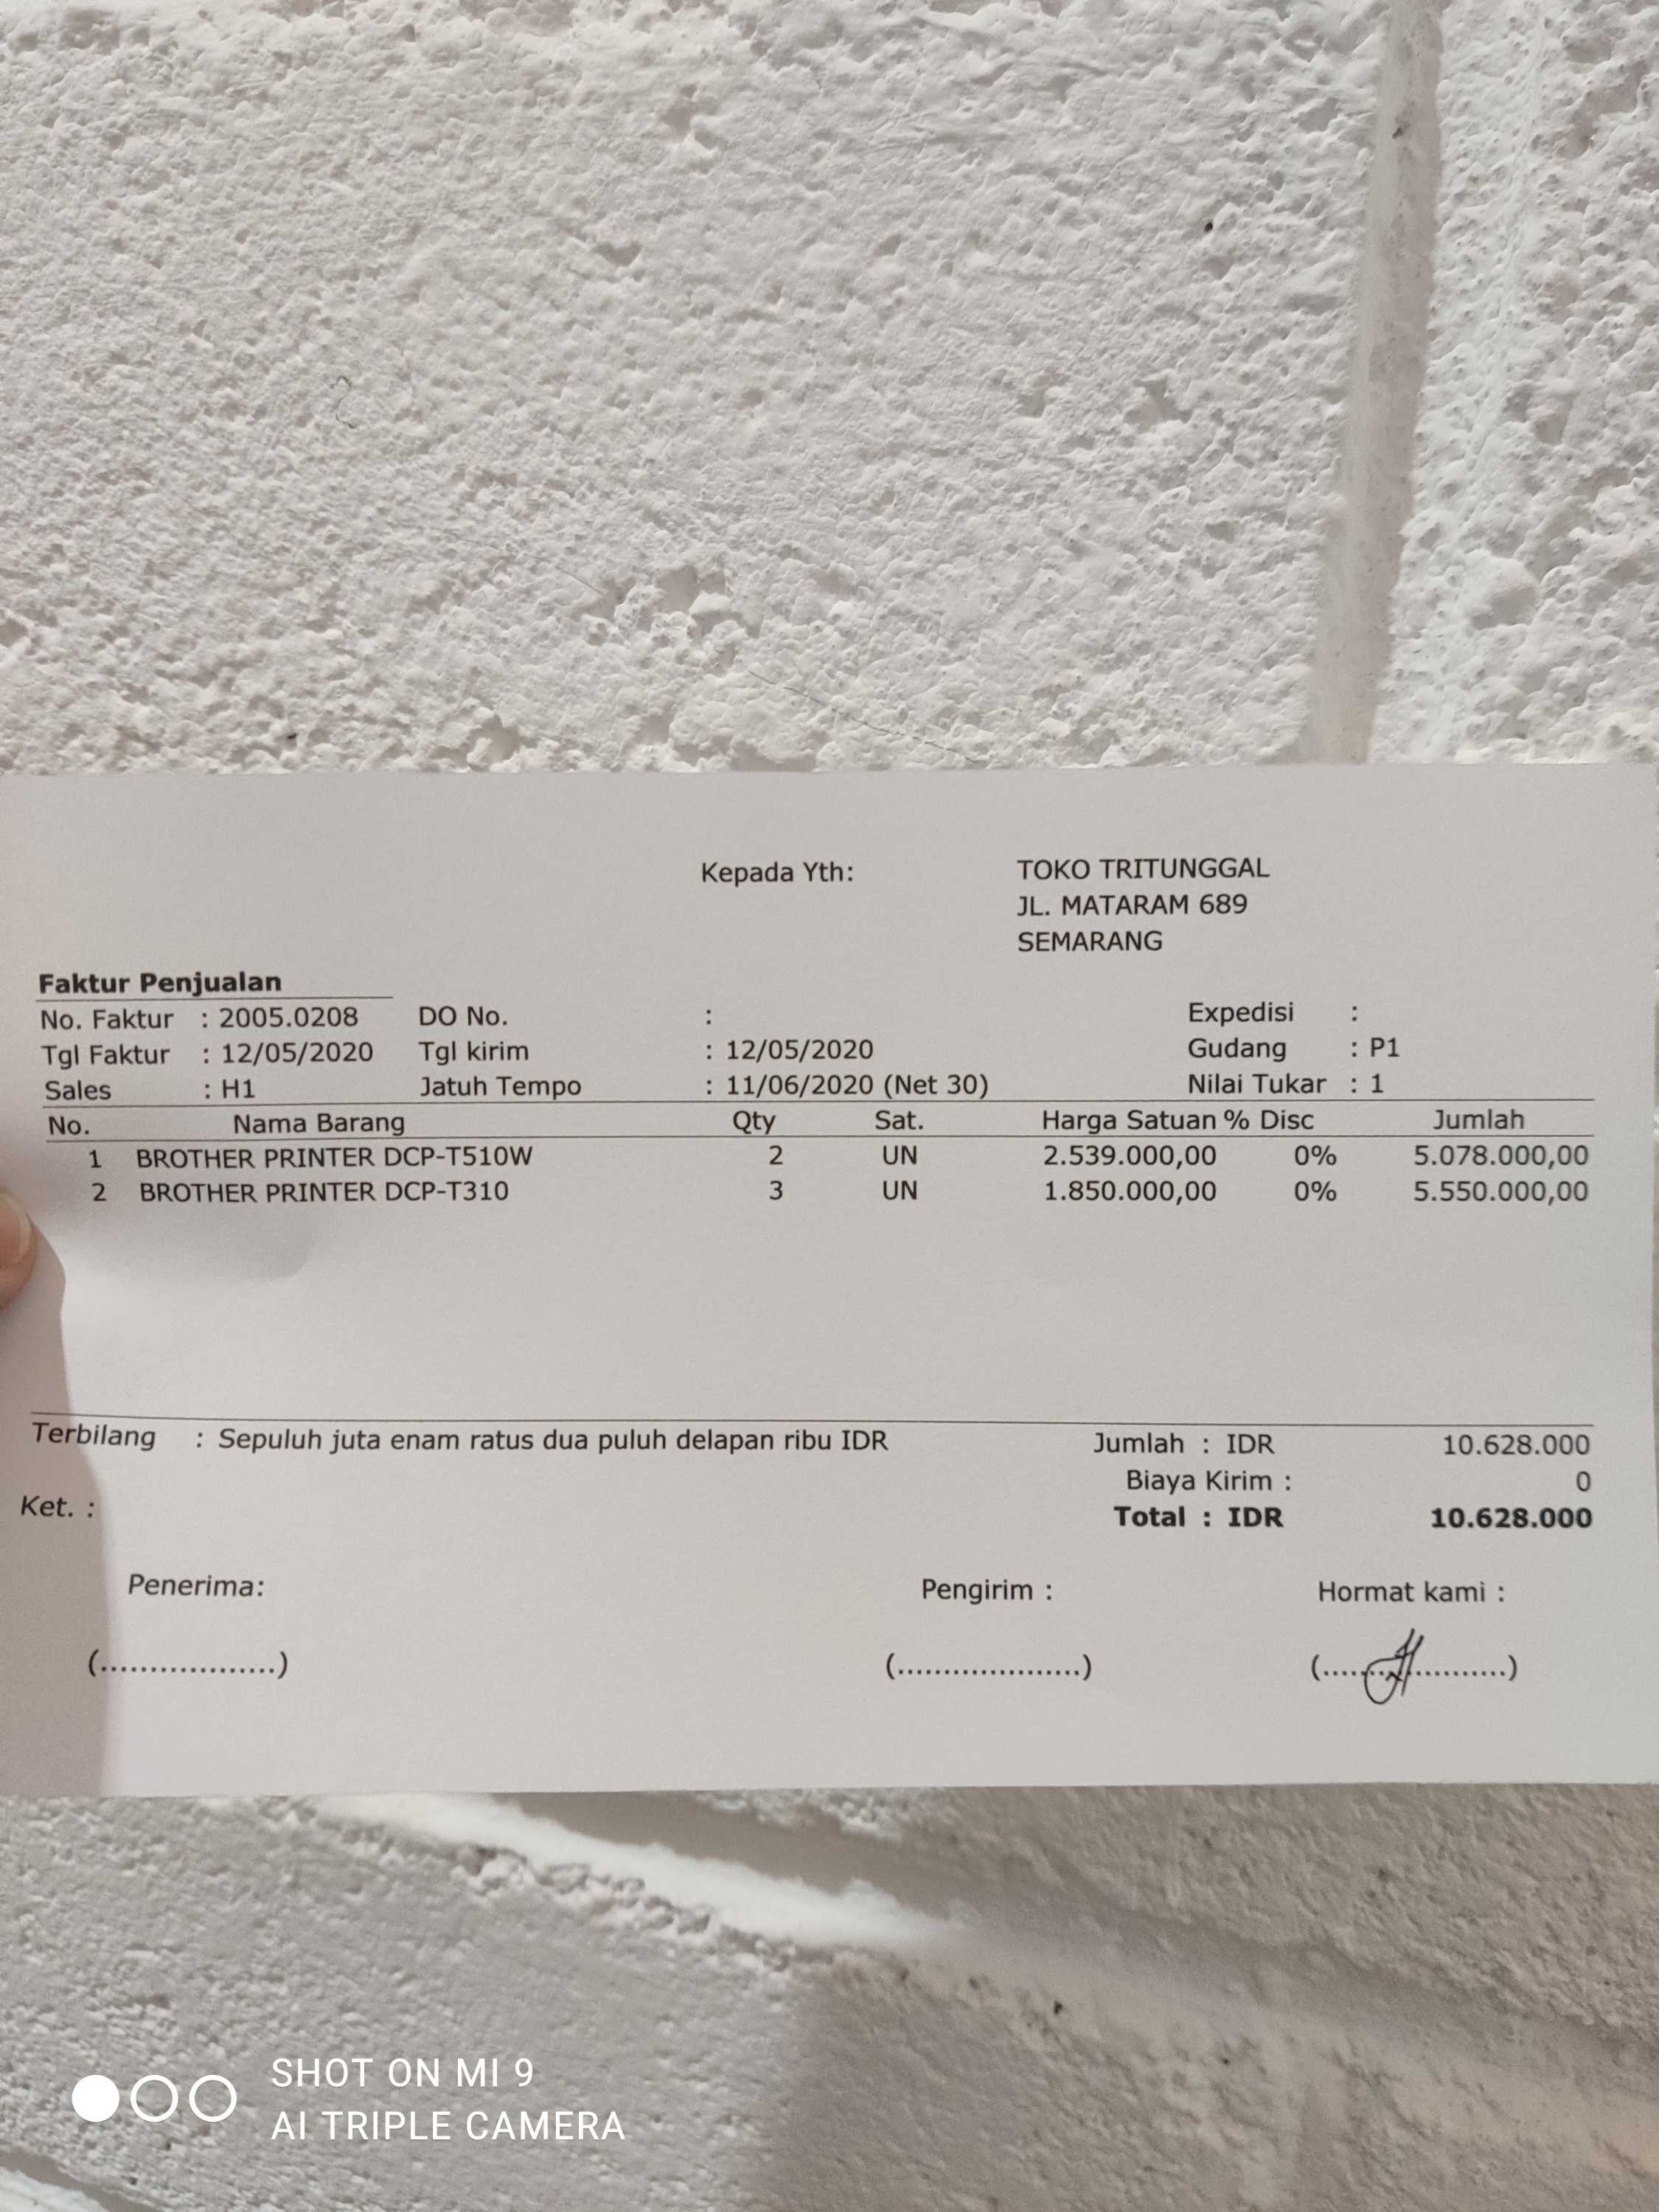 Kepada Yth: TOKO TRITUNGGAL
JL. MATARAM 689
SEMARANG
Faktur Penjualan
No. Faktur : 2005.0208 DO No. : Expedisi :
Tgl Faktur : 12/05/2020 Tgl kirim : 12/05/2020 Gudang : P1
Sales : H1 Jatuh Tempo : 11/06/2020 (Net 30) Nilai Tukar : 1
No. Nama Barang Qty Sat. Harga Satuan % Disc Jumlah
1 BROTHER PRINTER DCP-T510W 2 UN 2.539.000,00 0% 5.078.000,00
2 BROTHER PRINTER DCP-T310 3 UN 1.850.000,00 0% 5.550.000,00
Terbilang : Sepuluh juta enam ratus dua puluh delapan ribu IDR Jumlah : IDR 10.628.000
Biaya Kirim : 0
Ket. : Total : IDR 10.628.000
Penerima: Pengirim : Hormat kami :
(...................) (.....................) (.....................)
SHOT ON MI 9
AI TRIPLE CAMERA